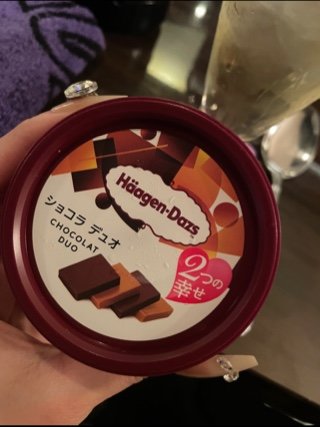 Häagen-Dazs
ショコラ デュオ
CHOCOLAT
DUO
2つの
幸せ